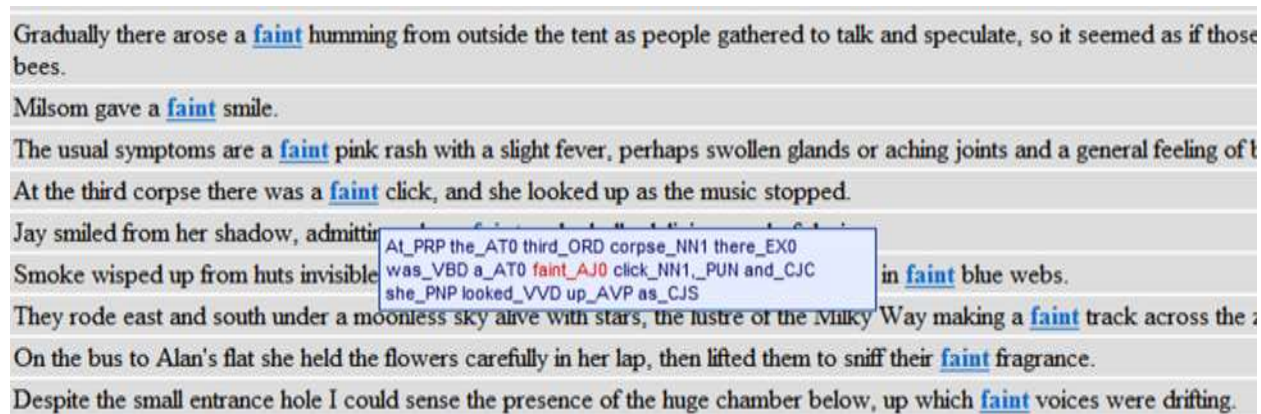 Gradually there arose a faint humming from outside the tent as people gathered to talk and speculate, so it seemed as if those
bees.
Milsom gave a faint smile.
The usual symptoms are a faint pink rash with a slight fever, perhaps swollen glands or aching joints and a general feeling of
At the third corpse there was a faint click, and she looked up as the music stopped.
Jay smiled from her shadow,
At_PRP the_AT0 third_ORD corpse_NN1 there_EX0
was_VBD a_AT0 faint_AJ0 click_NN1,_PUN and_CJC
she_PNP looked_VVD up_AVP as_CJS
Smoke wisped up from huts invisible in faint blue webs.
They rode east and south under a moonless sky alive with stars, the lustre of the Milky Way making a faint track across the
On the bus to Alan's flat she held the flowers carefully in her lap, then lifted them to sniff their faint fragrance.
Despite the small entrance hole I could sense the presence of the huge chamber below, up which faint voices were drifting.